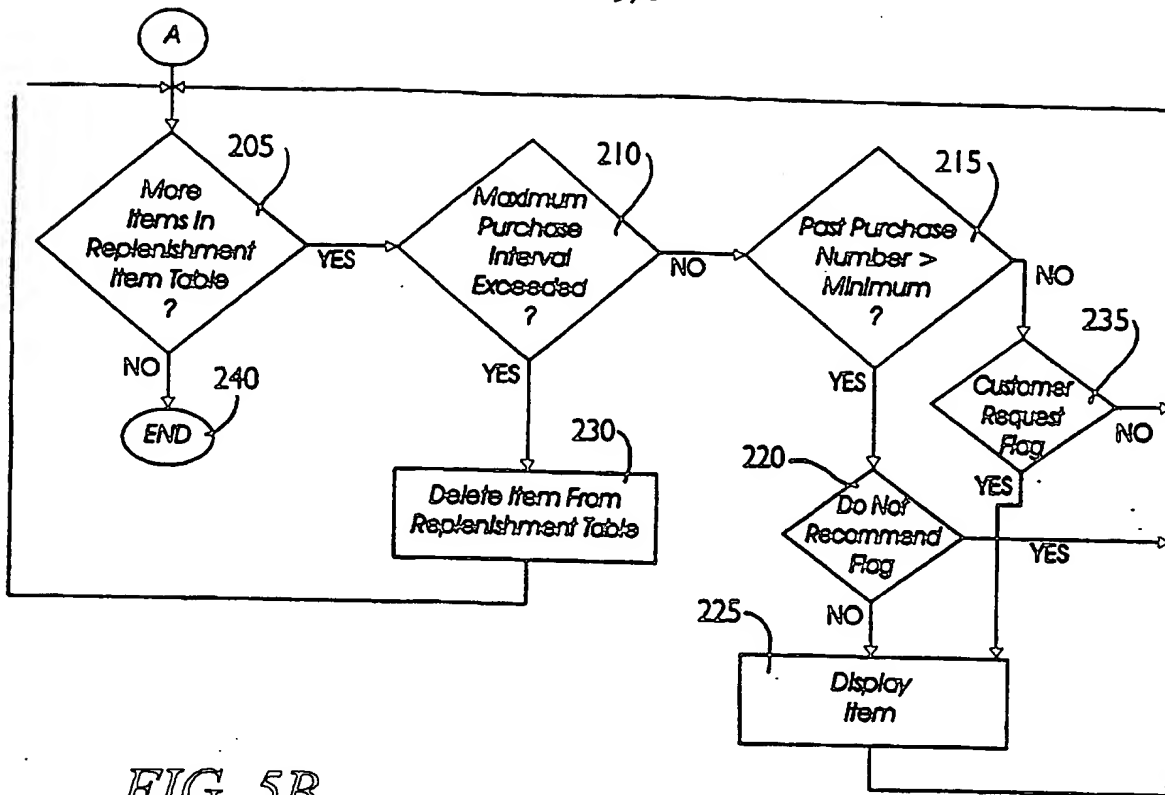 A
205
More
Items In
Replenishment
Item Table
?
YES
NO
240
END
210
Maximum
Purchase
Interval
Exceeded
?
NO
YES
230
Delete Item From
Replenishment Table
215
Past Purchase
Number >
Minimum
?
NO
YES
235
Customer
Request
Flag
NO
YES
220
Do Not
Recommend
Flag
YES
NO
225
Display
Item
FIG. 5B